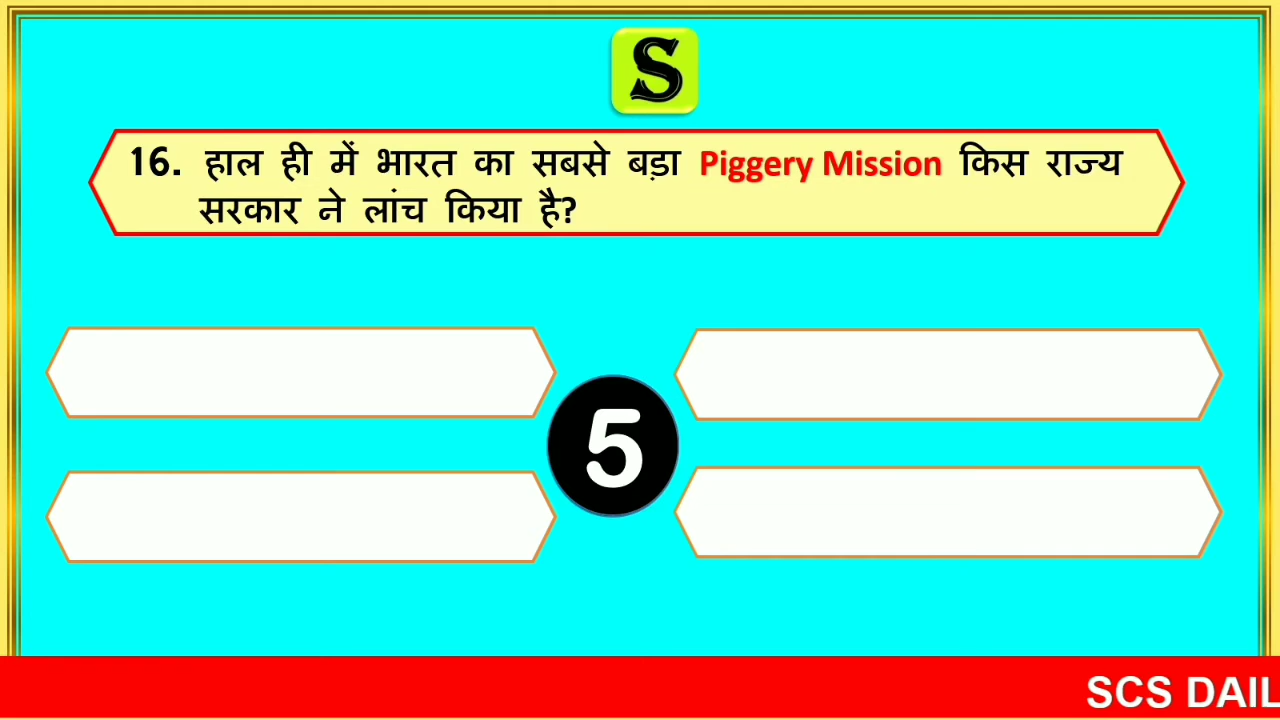 S
16. हाल ही में भारत का सबसे बड़ा Piggery Mission किस राज्य
सरकार ने लांच किया है?
5
SCS DAIL